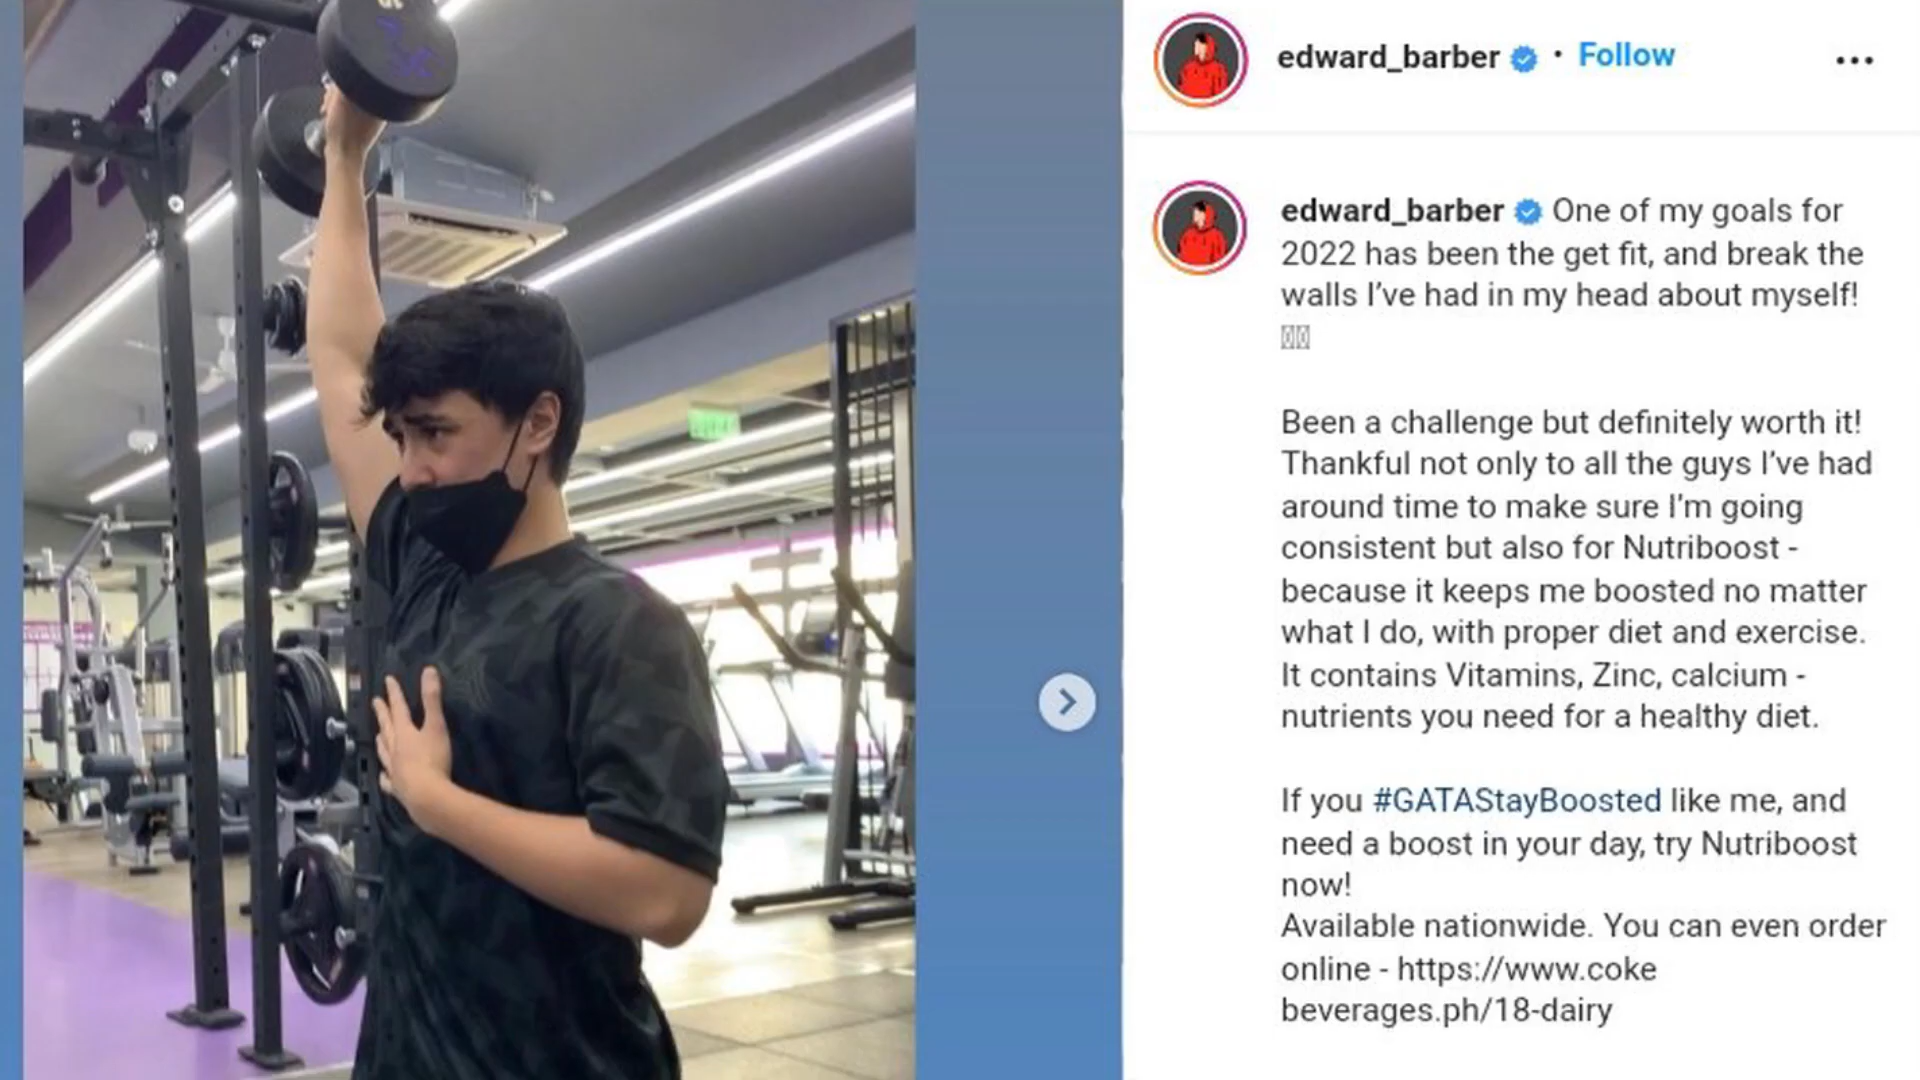 edward_barber • Follow
edward_barber One of my goals for
2022 has been the get fit, and break the
walls I've had in my head about myself!
Been a challenge but definitely worth it!
Thankful not only to all the guys I've had
around time to make sure I'm going
consistent but also for Nutriboost -
because it keeps me boosted no matter
what I do, with proper diet and exercise.
It contains Vitamins, Zinc, calcium -
nutrients you need for a healthy diet.
If you #GATAStayBoosted like me, and
need a boost in your day, try Nutriboost
now!
Available nationwide. You can even order
online - https://www.coke
beverages.ph/18-dairy